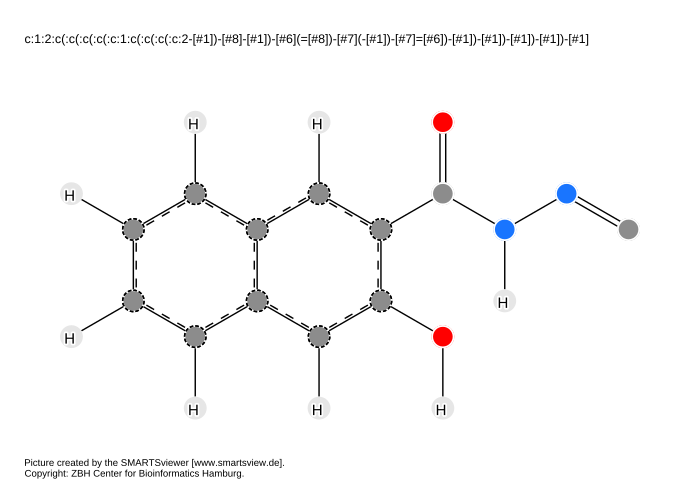 c:1:2:c(:c(:c(:c(:c:1:c(:c(:c(:c:2-[#1])-[#8]-[#1])-[#6](=[#8])-[#7](-[#1])-[#7]=[#6])-[#1])-[#1])-[#1])-[#1])-[#1]
H
H
H
H
H
H
H
H
Picture created by the SMARTSviewer [www.smartsview.de].
Copyright: ZBH Center for Bioinformatics Hamburg.